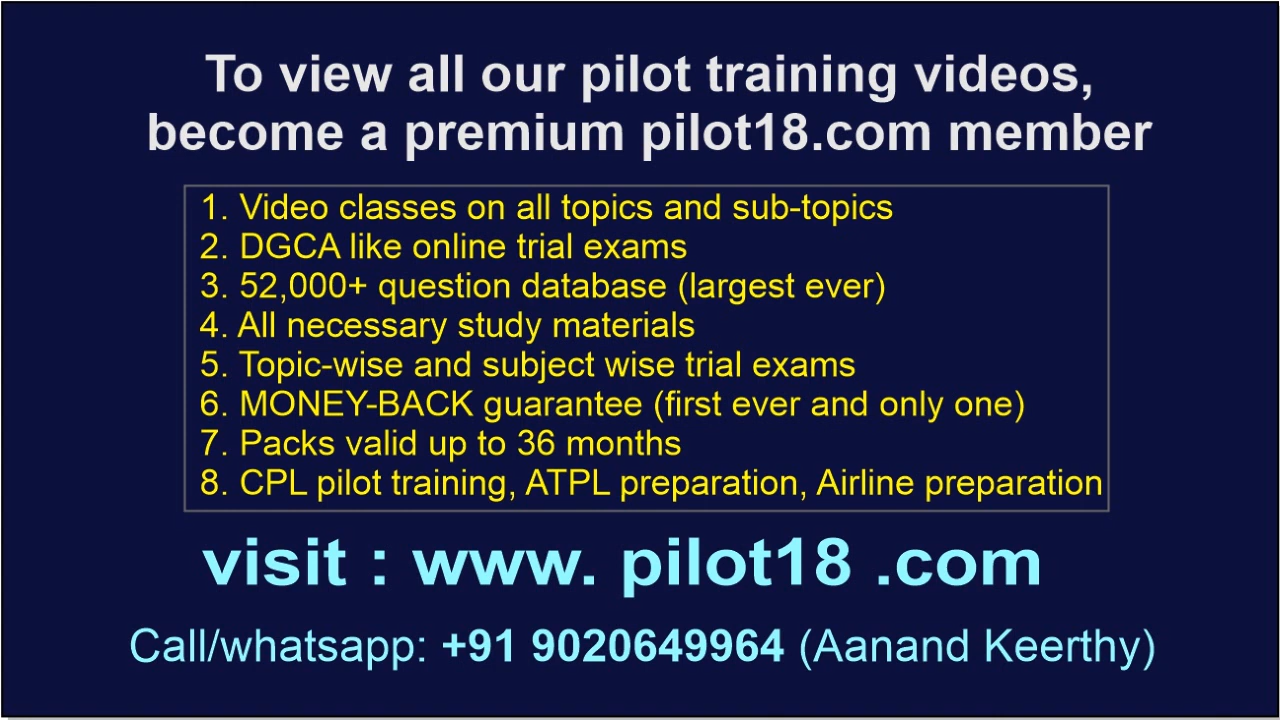 To view all our pilot training videos,
become a premium pilot18.com member
1. Video classes on all topics and sub-topics
2. DGCA like online trial exams
3. 52,000+ question database (largest ever)
4. All necessary study materials
5. Topic-wise and subject wise trial exams
6. MONEY-BACK guarantee (first ever and only one)
7. Packs valid up to 36 months
8. CPL pilot training, ATPL preparation, Airline preparation
visit : www. pilot18 .com
Call/whatsapp: +91 9020649964 (Aanand Keerthy)